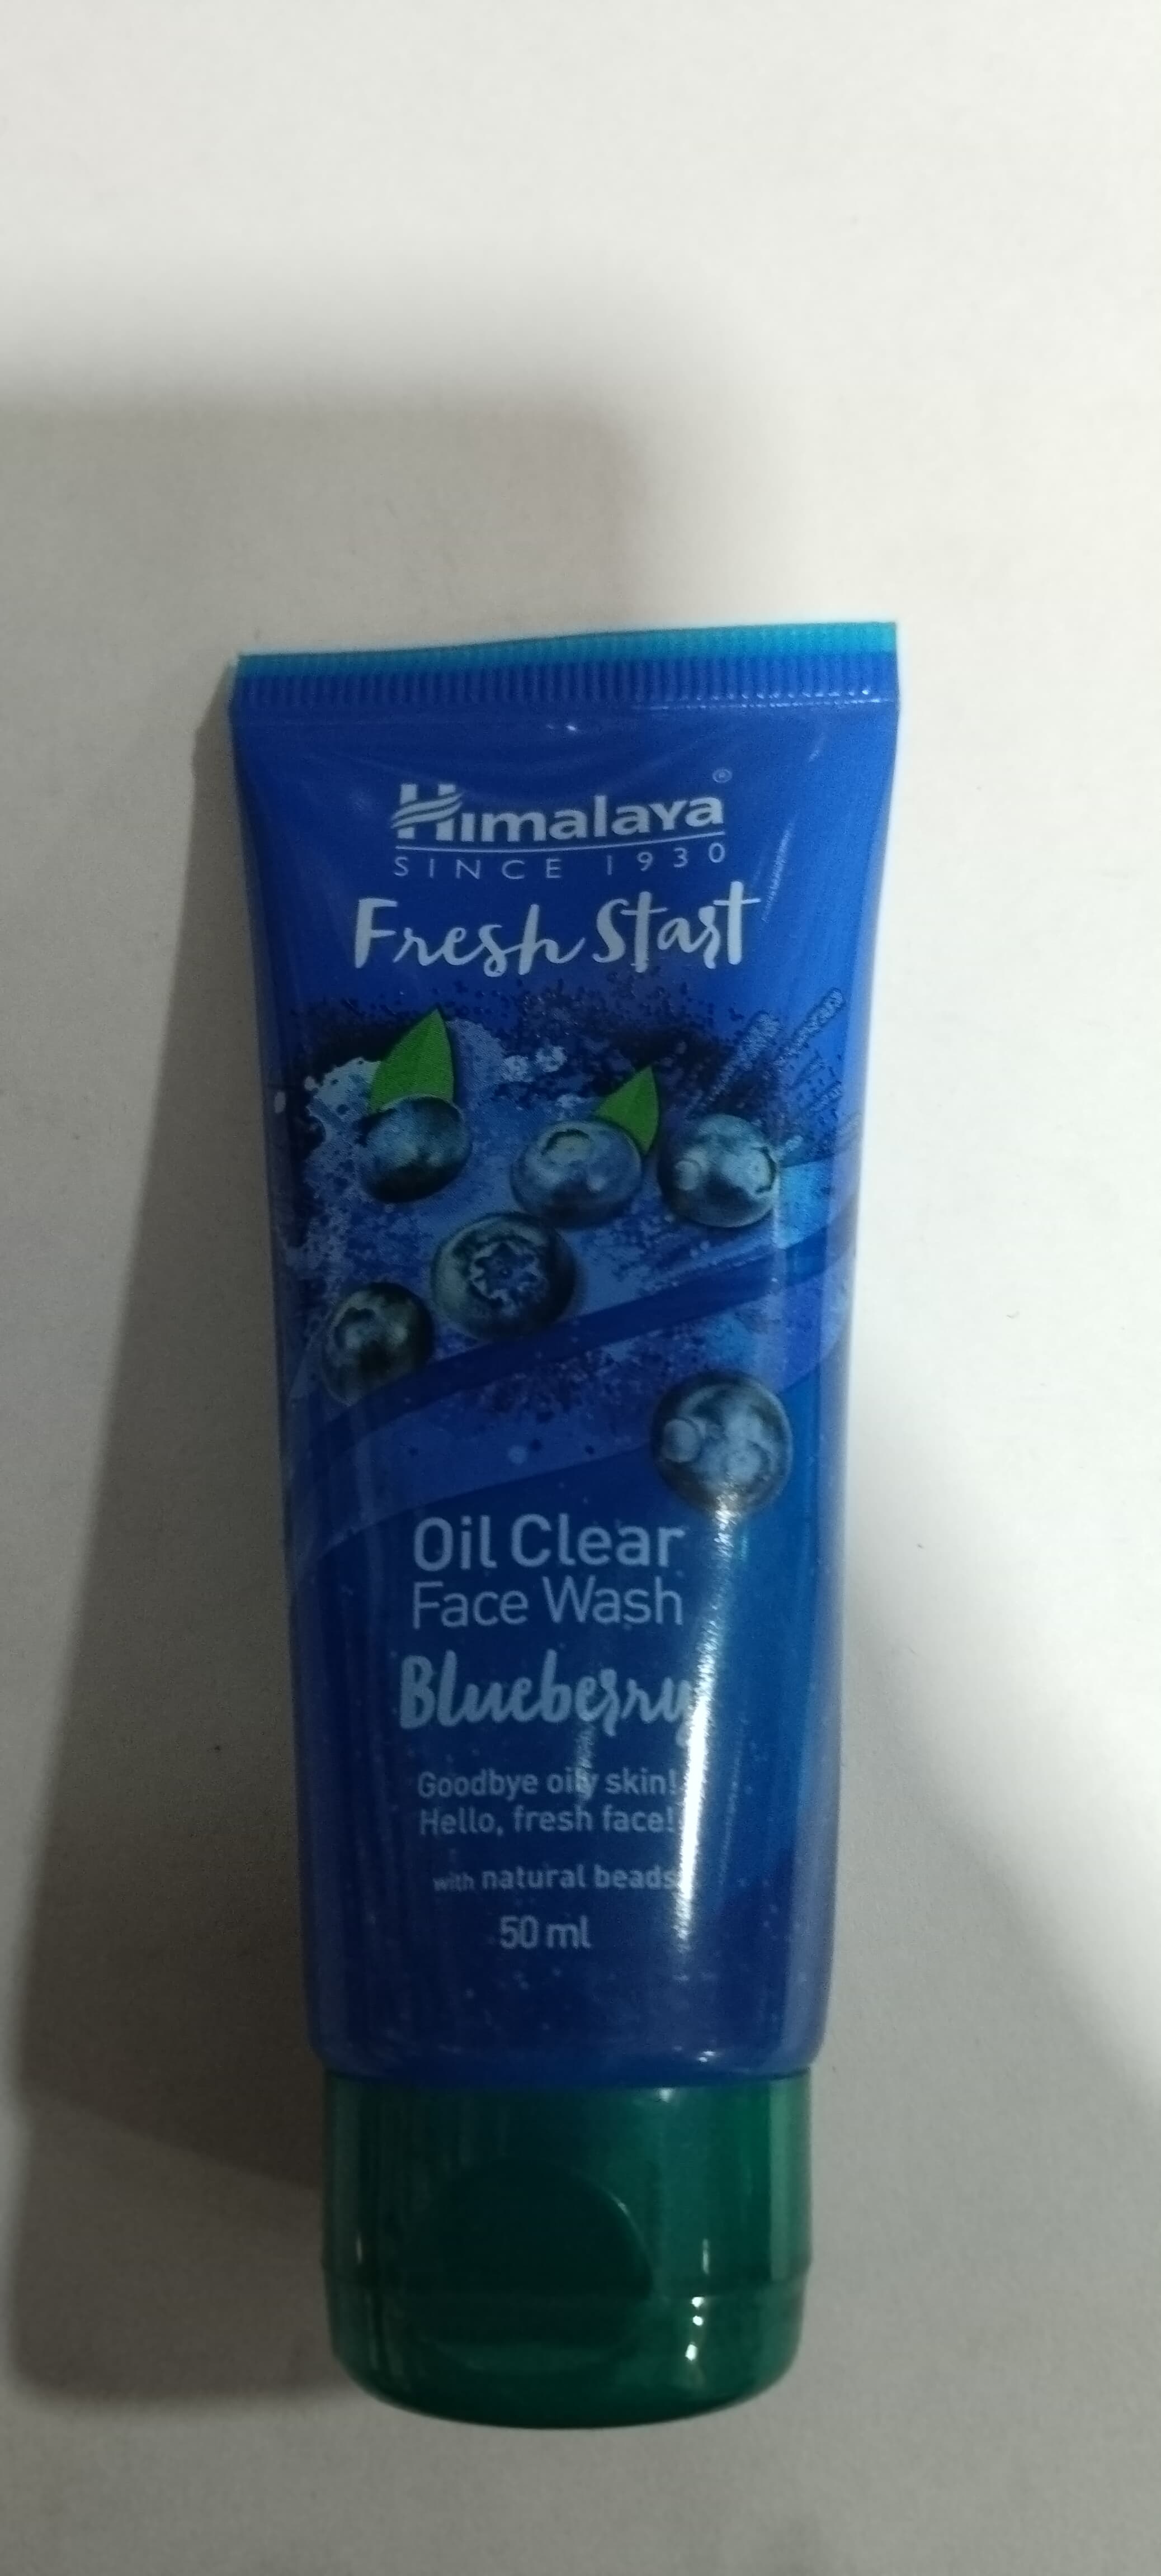 Himalaya®
SINCE 1930
Fresh Start
Oil Clear
Face Wash
Blueberry
Goodbye oily skin!
Hello, fresh face!
with natural beads
50 ml